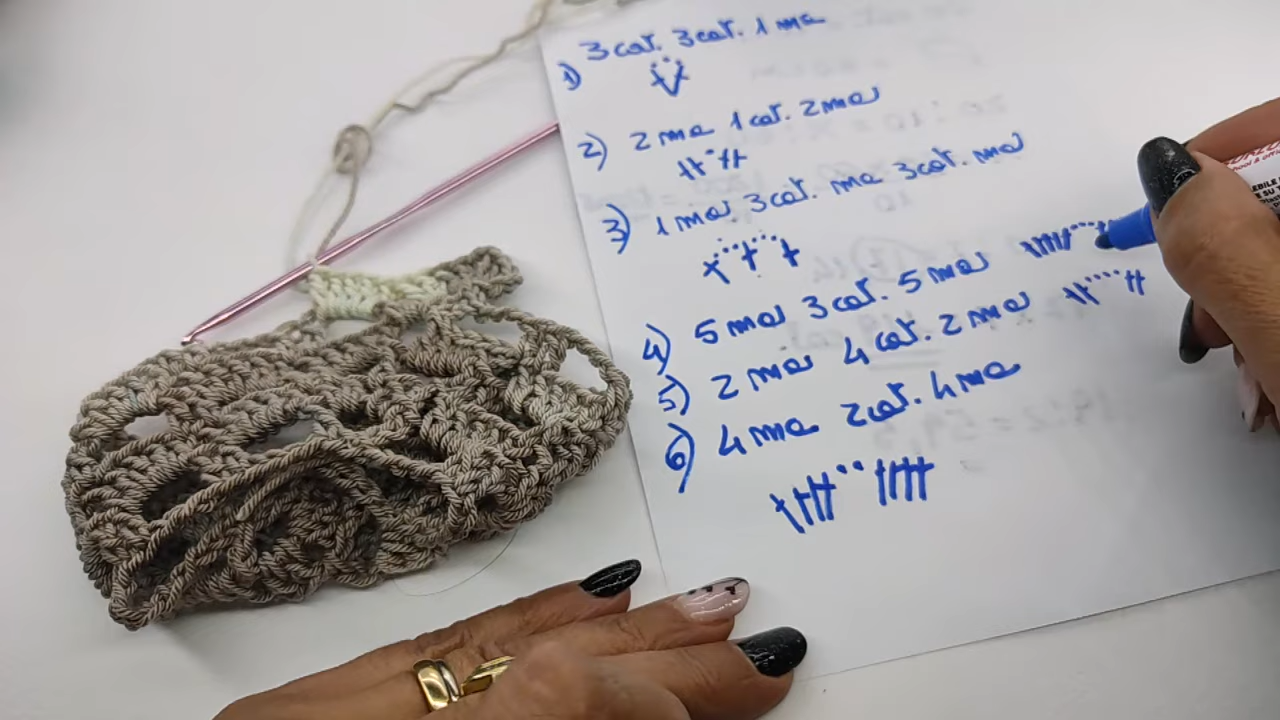 1) 3 cat. 3 cat. 1 ma
2) 2 ma 1 cat. 2 ma
3) 1 ma 3 cat. ma 3 cat. ma
4) 5 ma 3 cat. 5 ma
5) 2 ma 4 cat. 2 ma
6) 4 ma 2 cat. 4 ma